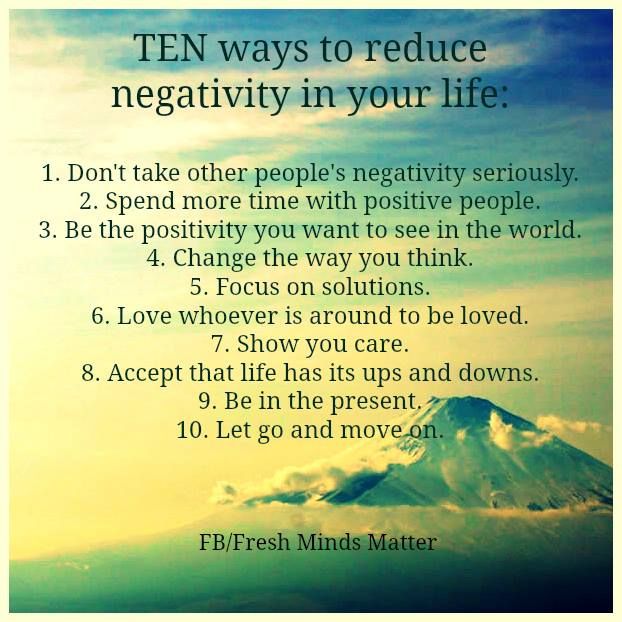 TEN ways to reduce
negativity in your life:
1. Don't take other people's negativity seriously.
2. Spend more time with positive people.
3. Be the positivity you want to see in the world.
4. Change the way you think.
5. Focus on solutions.
6. Love whoever is around to be loved.
7. Show you care.
8. Accept that life has its ups and downs.
9. Be in the present.
10. Let go and move on.
FB/Fresh Minds Matter